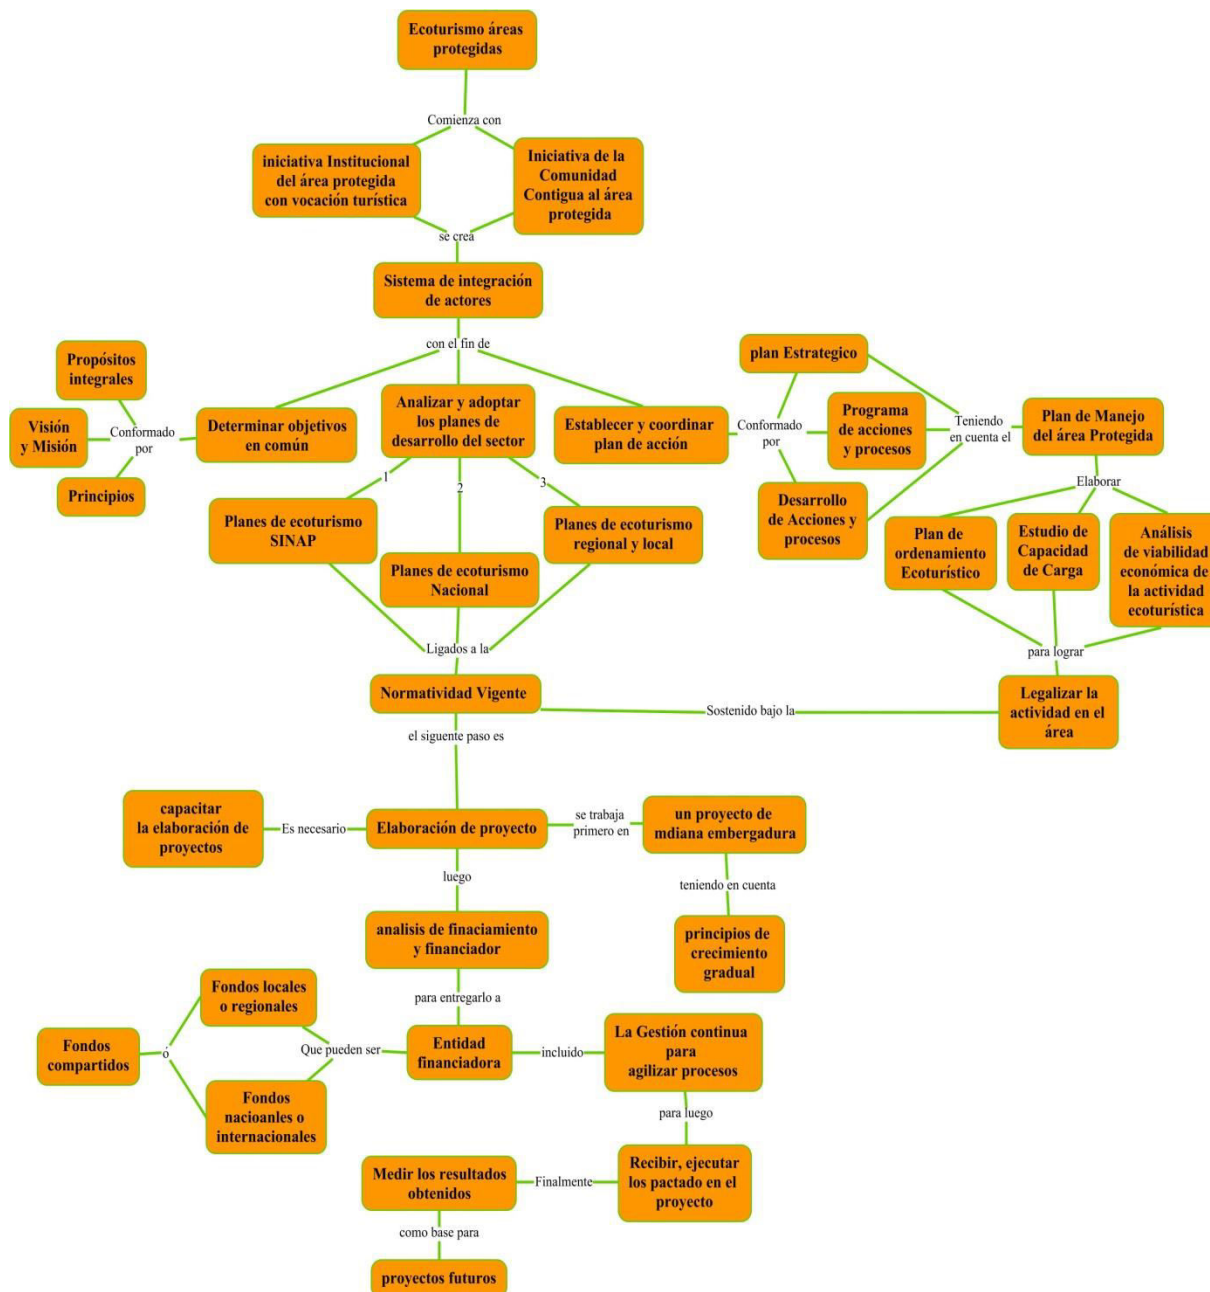 Ecoturismo áreas
protegidas
Comienza con
iniciativa Institucional
del área protegida
con vocación turística
Iniciativa de la
Comunidad
Contigua al área
protegida
se crea
Sistema de integración
de actores
con el fin de
Propósitos
integrales
Visión
y Misión
Principios
Conformado
por
Determinar objetivos
en común
Analizar y adoptar
los planes de
desarrollo del sector
Establecer y coordinar
plan de acción
Conformado
por
plan Estrategico
Programa
de acciones
y procesos
Desarrollo
de Acciones y
procesos
Teniendo
en cuenta el
Plan de Manejo
del área Protegida
Elaborar
Plan de
ordenamiento
Ecoturístico
Estudio de
Capacidad
de Carga
Análisis
de viabilidad
económica de
la actividad
ecoturística
para lograr
Legalizar la
actividad en el
área
1
2
3
Planes de ecoturismo
SINAP
Planes de ecoturismo
Nacional
Planes de ecoturismo
regional y local
Ligados a la
Normatividad Vigente
Sostenido bajo la
el siguente paso es
capacitar
la elaboración de
proyectos
Es necesario
Elaboración de proyecto
se trabaja
primero en
un proyecto de
mdiana embergadura
teniendo en cuenta
principios de
crecimiento
gradual
luego
analisis de finaciamiento
y financiador
para entregarlo a
Fondos
compartidos
ó
Fondos locales
o regionales
Fondos
nacioanles o
internacionales
Que pueden ser
Entidad
financiadora
incluido
La Gestión continua
para
agilizar procesos
para luego
Recibir, ejecutar
los pactado en el
proyecto
Finalmente
Medir los resultados
obtenidos
como base para
proyectos futuros